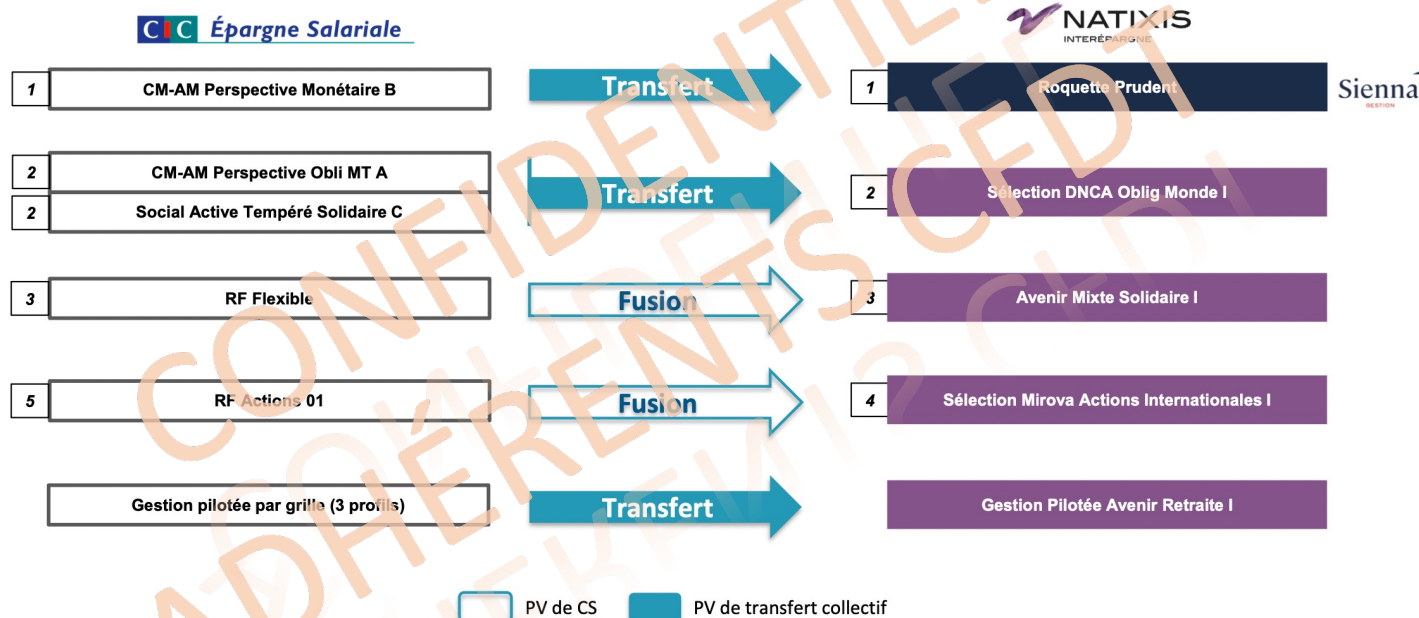 CIC Épargne Salariale
NATIXIS
INTERÉPARGNE
1 CM-AM Perspective Monétaire B Transfert 1 Roquette Prudent Sienna
GESTION
2 CM-AM Perspective Obli MT A
2 Social Active Tempéré Solidaire C Transfert 2 Sélection DNCA Oblig Monde I
3 RF Flexible Fusion 3 Avenir Mixte Solidaire I
5 RF Actions 01 Fusion 4 Sélection Mirova Actions Internationales I
Gestion pilotée par grille (3 profils) Transfert Gestion Pilotée Avenir Retraite I
PV de CS PV de transfert collectif
CONFIDENTIEL
ADHÉRENTS CFDT